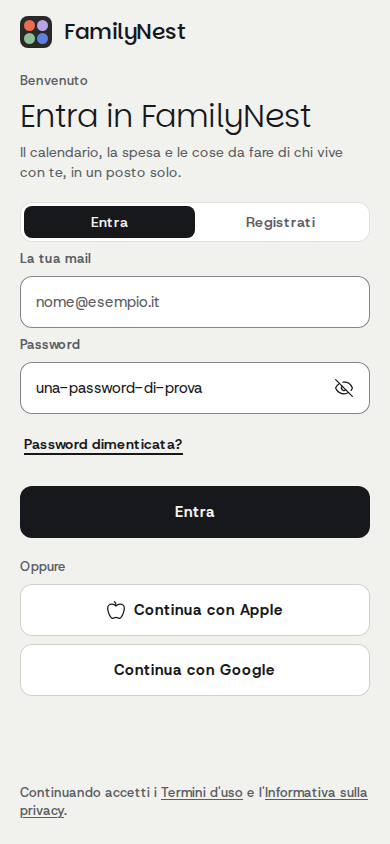 FamilyNest
Benvenuto
Entra in FamilyNest
Il calendario, la spesa e le cose da fare di chi vive
con te, in un posto solo.
Entra
Registrati
La tua mail
nome@esempio.it
Password
una-password-di-prova
Password dimenticata?
Entra
Oppure
Continua con Apple
Continua con Google
Continuando accetti i Termini d'uso e l'Informativa sulla
privacy.